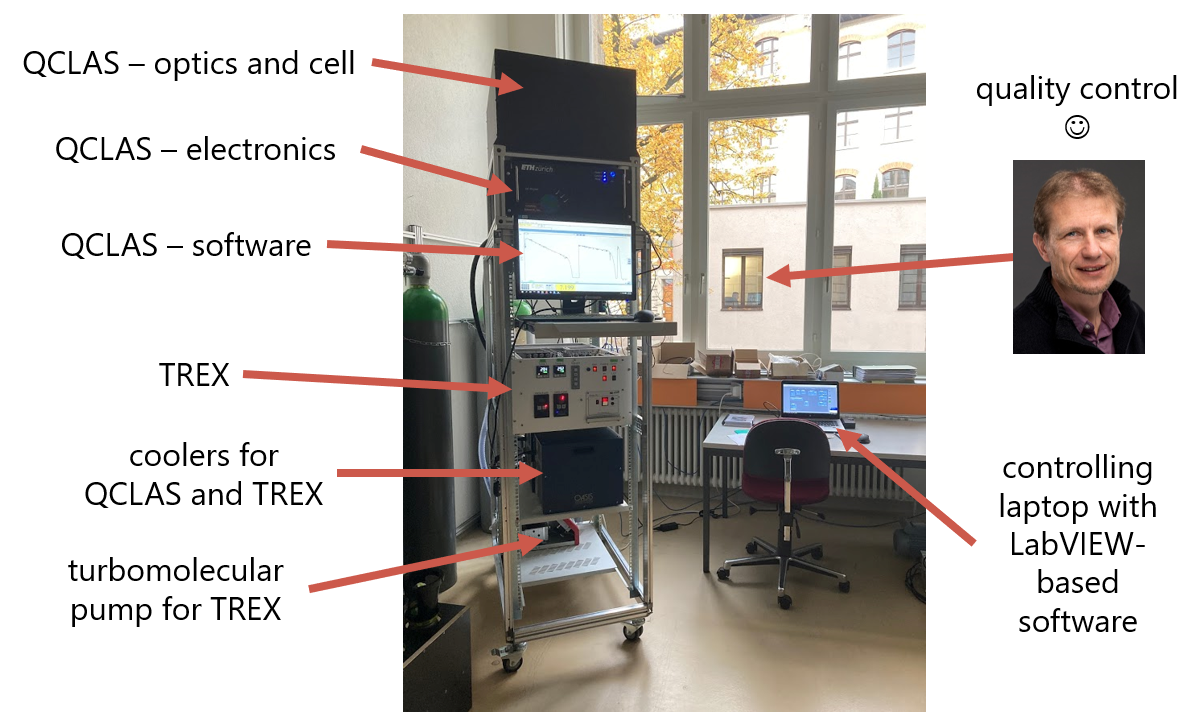 QCLAS – optics and cell
QCLAS – electronics
QCLAS – software
TREX
coolers for
QCLAS and TREX
turbomolecular
pump for TREX
ETH zürich
quality control
☺
controlling
laptop with
LabVIEW-
based
software